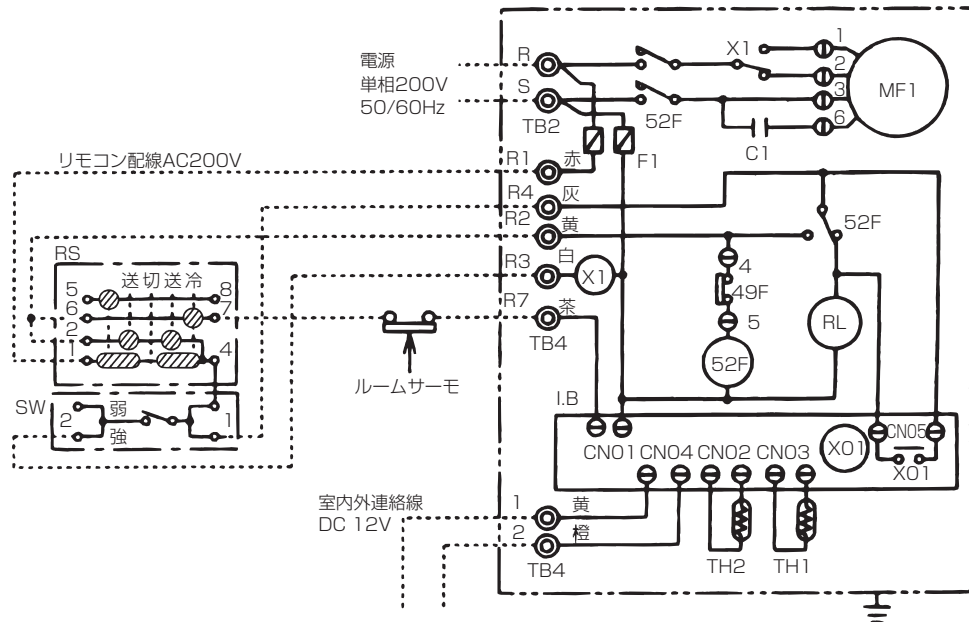 電源
単相200V
50/60Hz
R
S
TB2
52F
X1
1
2
3
6
MF1
C1
F1
リモコン配線AC200V
R1
赤
R4
灰
R2
黄
白
R3
X1
R7
茶
TB4
52F
4
49F
5
52F
RL
RS
送切送冷
5
8
6
7
2
1
4
ルームサーモ
SW
2
弱
強
1
I.B
CN01
CN04
CN02
CN03
X01
CN05
X01
室内外連絡線
DC 12V
1
黄
2
橙
TB4
TH2
TH1